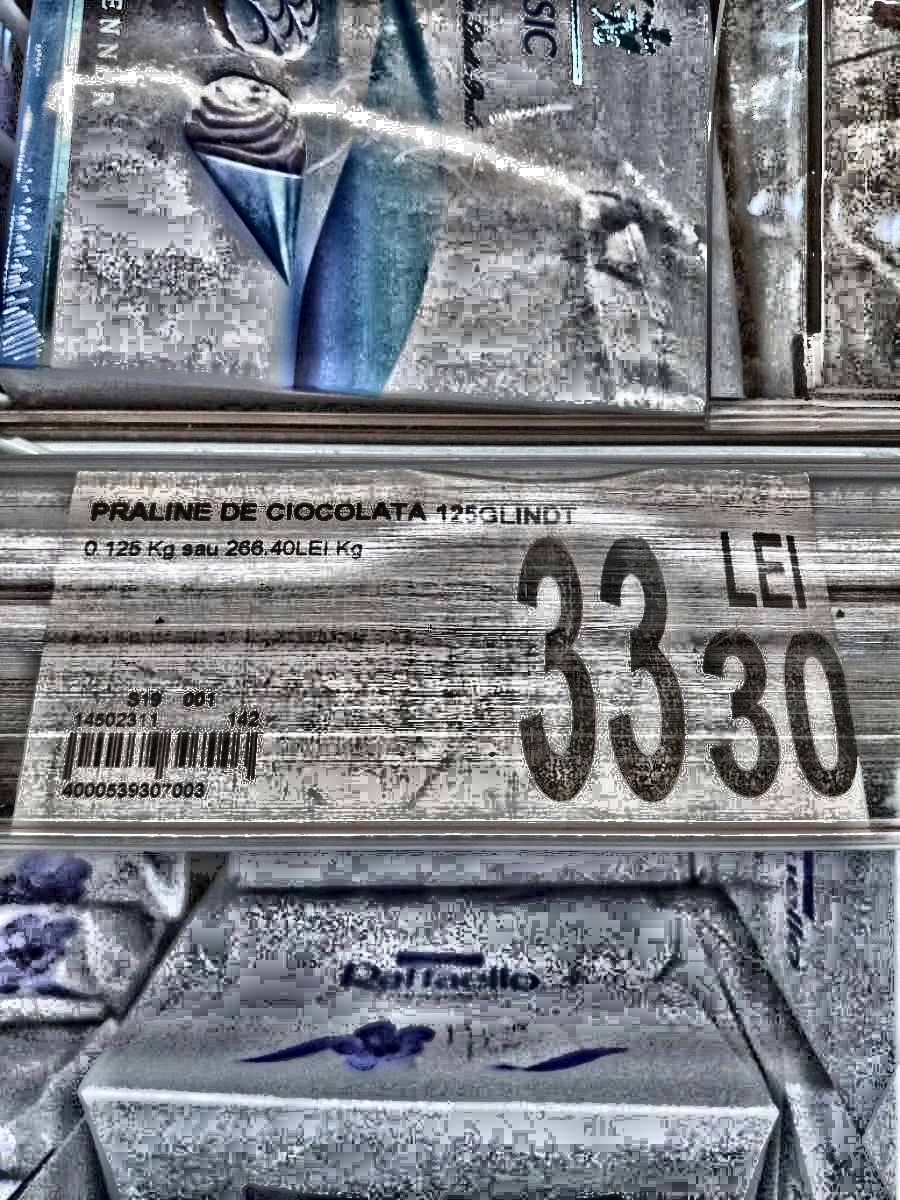 PRALINE DE CIOCOLATA 125GLINDT
0.125 Kg sau 266.40LEI Kg
33 30 LEI
919 001
14502311 142
4000539307003
Raffaello